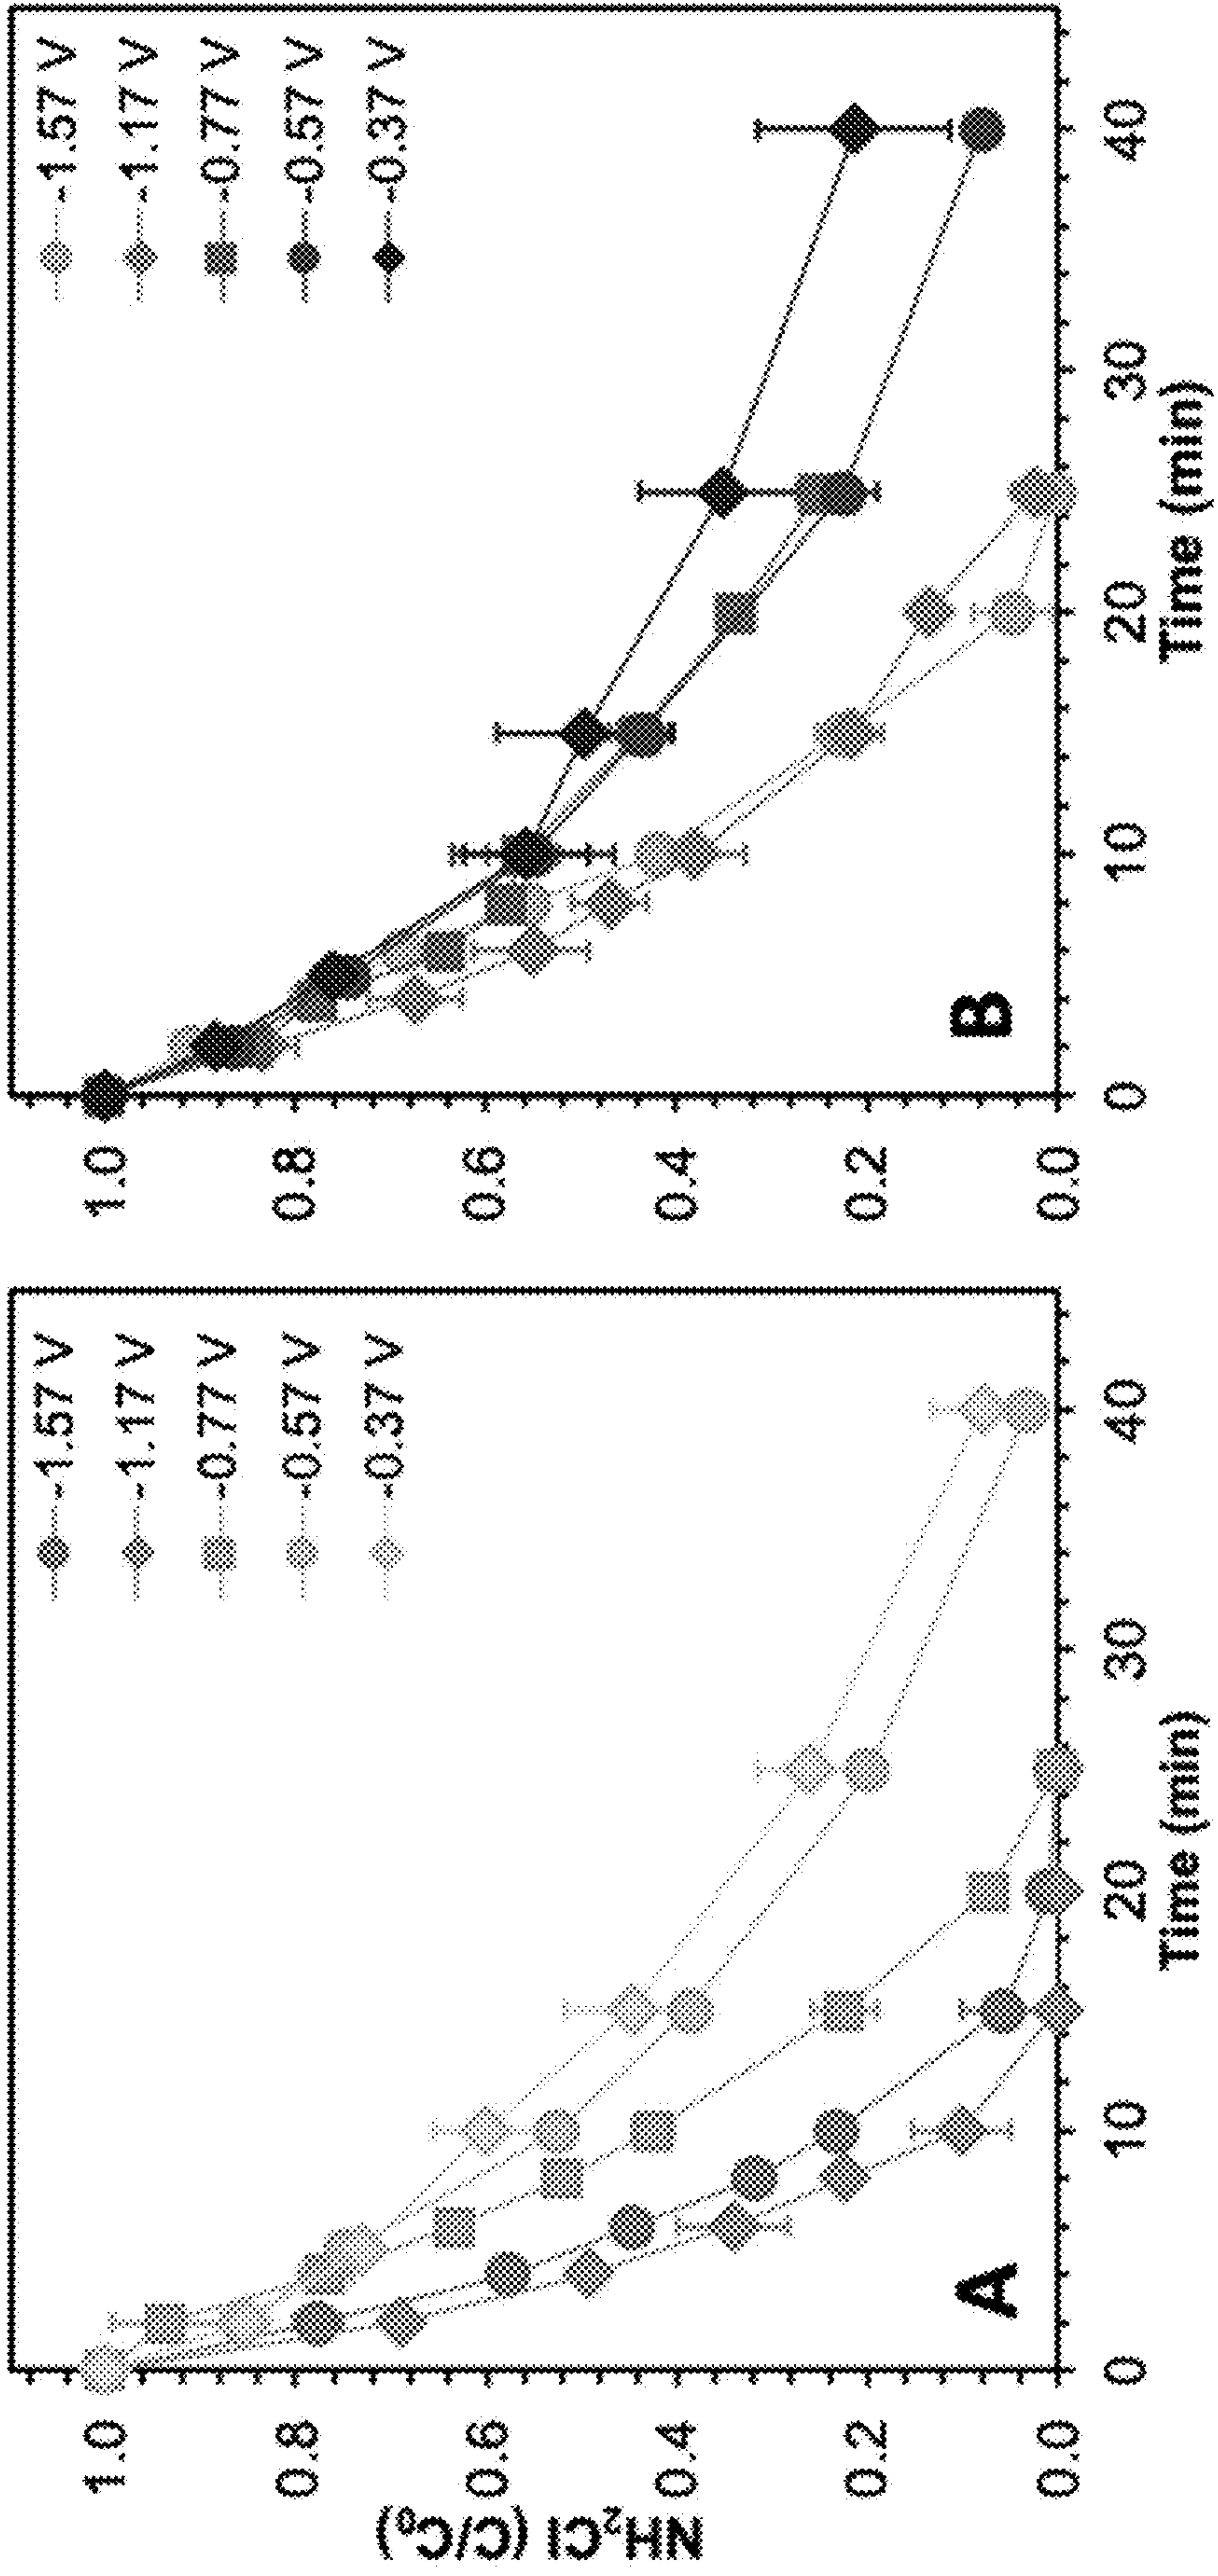 NH₂Cl (C/C₀)
1.0
0.8
0.6
0.4
0.2
0.0
-1.57 V
-1.17 V
-0.77 V
-0.57 V
-0.37 V
A
0 10 20 30 40
Time (min)
1.0
0.8
0.6
0.4
0.2
0.0
-1.57 V
-1.17 V
-0.77 V
-0.57 V
-0.37 V
B
0 10 20 30 40
Time (min)